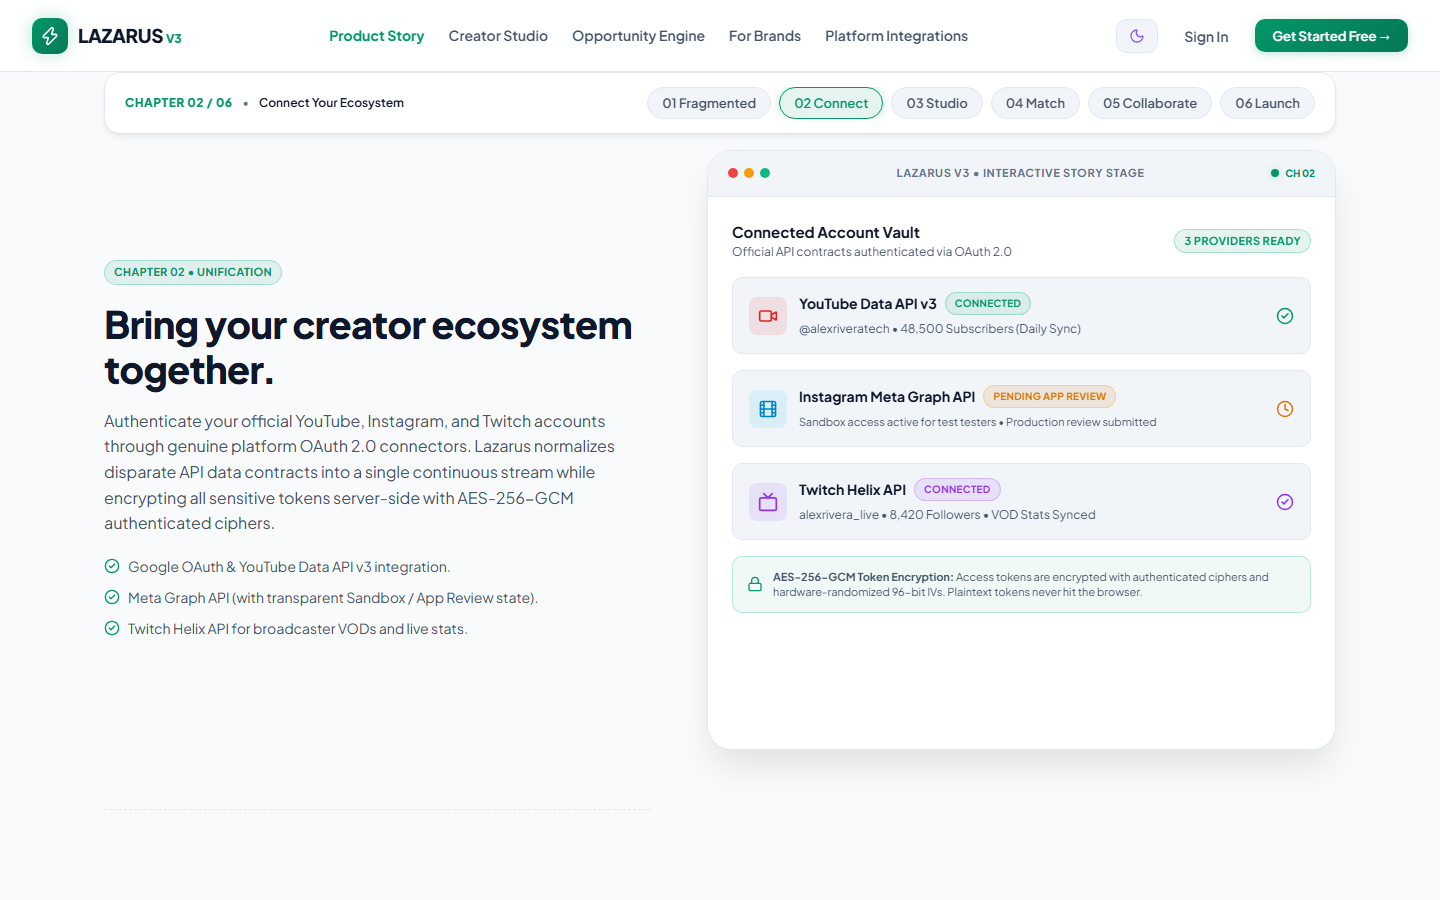 LAZARUS V3
Product Story
Creator Studio
Opportunity Engine
For Brands
Platform Integrations
Sign In
Get Started Free →
CHAPTER 02 / 06 • Connect Your Ecosystem
01 Fragmented
02 Connect
03 Studio
04 Match
05 Collaborate
06 Launch
CHAPTER 02 • UNIFICATION
Bring your creator ecosystem
together.
Authenticate your official YouTube, Instagram, and Twitch accounts
through genuine platform OAuth 2.0 connectors. Lazarus normalizes
disparate API data contracts into a single continuous stream while
encrypting all sensitive tokens server-side with AES-256-GCM
authenticated ciphers.
Google OAuth & YouTube Data API v3 integration.
Meta Graph API (with transparent Sandbox / App Review state).
Twitch Helix API for broadcaster VODs and live stats.
LAZARUS V3 • INTERACTIVE STORY STAGE
CH 02
Connected Account Vault
Official API contracts authenticated via OAuth 2.0
3 PROVIDERS READY
YouTube Data API v3 CONNECTED
@alexriveratech • 48,500 Subscribers (Daily Sync)
Instagram Meta Graph API PENDING APP REVIEW
Sandbox access active for test testers • Production review submitted
Twitch Helix API CONNECTED
alexrivera_live • 8,420 Followers • VOD Stats Synced
AES-256-GCM Token Encryption: Access tokens are encrypted with authenticated ciphers and
hardware-randomized 96-bit IVs. Plaintext tokens never hit the browser.